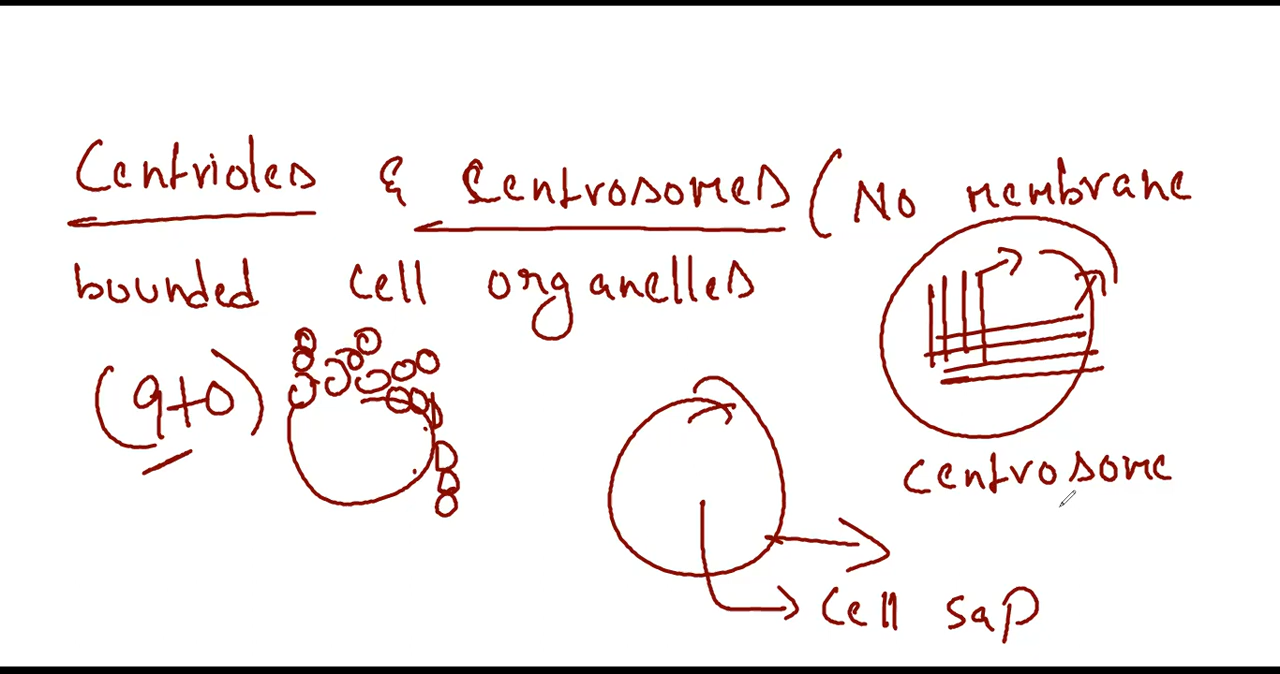 Centrioles & Centrosomes (No membrane
bounded cell organelles
(9+0)
centrosome
Cell sap